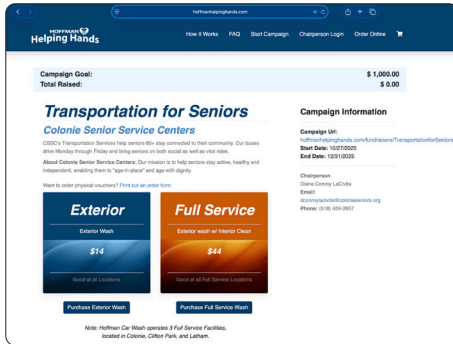 hoffmanhelpinghands.com
HOFFMAN
Helping Hands
How It Works FAQ Start Campaign Chairperson Login Order Online
Campaign Goal: $ 1,000.00
Total Raised: $ 0.00
Transportation for Seniors
Colonie Senior Service Centers
CSSC's Transportation Services help seniors 60+ stay connected to their community. Our buses
drive Monday through Friday and bring seniors on both social as well as vital rides.
About Colonie Senior Service Centers: Our mission is to help seniors stay active, healthy and
independent, enabling them to "age-in-place" and age with dignity.
Want to order physical vouchers? Print out an order form.
Exterior
Exterior Wash
$14
Good at all Locations
Purchase Exterior Wash
Full Service
Exterior wash w/ Interior Clean
$44
Good at all Full Service Locations
Purchase Full Service Wash
Note: Hoffman Car Wash operates 3 Full Service Facilities,
located in Colonie, Clifton Park, and Latham.
Campaign Information
Campaign Url:
hoffmanhelpinghands.com/fundraisers/TransportationforSeniors
Start Date: 10/27/2025
End Date: 12/31/2025
Chairperson
Diane Conroy LaCivita
Email:
dconroylacivita@colonieseniors.org
Phone: (518) 459-2857